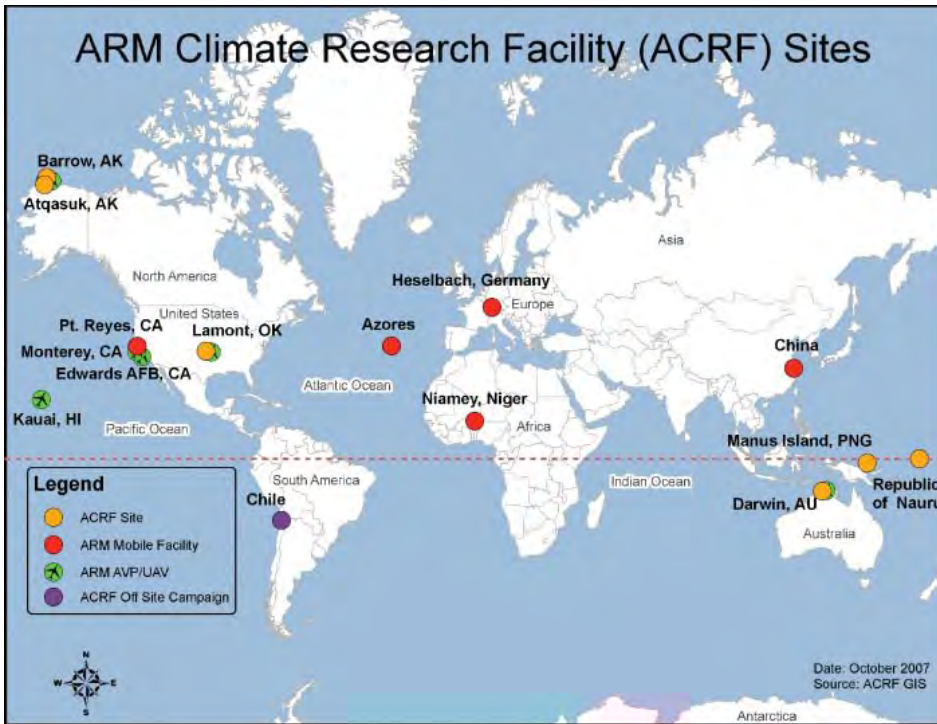 ARM Climate Research Facility (ACRF) Sites
Barrow, AK
Atqasuk, AK
North America
United States
Pt. Reyes, CA
Lamont, OK
Monterey, CA
Edwards AFB, CA
Kauai, HI
Pacific Ocean
Atlantic Ocean
Azores
Heselbach, Germany
Europe
Asia
China
Niamey, Niger
Africa
Manus Island, PNG
Republic
of Nauru
Indian Ocean
Darwin, AU
Australia
South America
Chile
Legend
ACRF Site
ARM Mobile Facility
ARM AVP/UAV
ACRF Off Site Campaign
N
W
E
S
Date: October 2007
Source: ACRF GIS
Antarctica